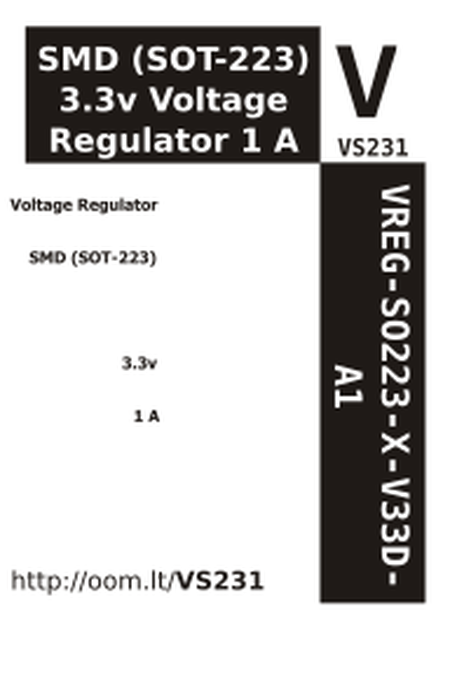 SMD (SOT-223)
3.3v Voltage
Regulator 1 A
V
VS231
Voltage Regulator
SMD (SOT-223)
3.3v
1 A
VREG-S0223-X-V33D-
A1
http://oom.lt/VS231